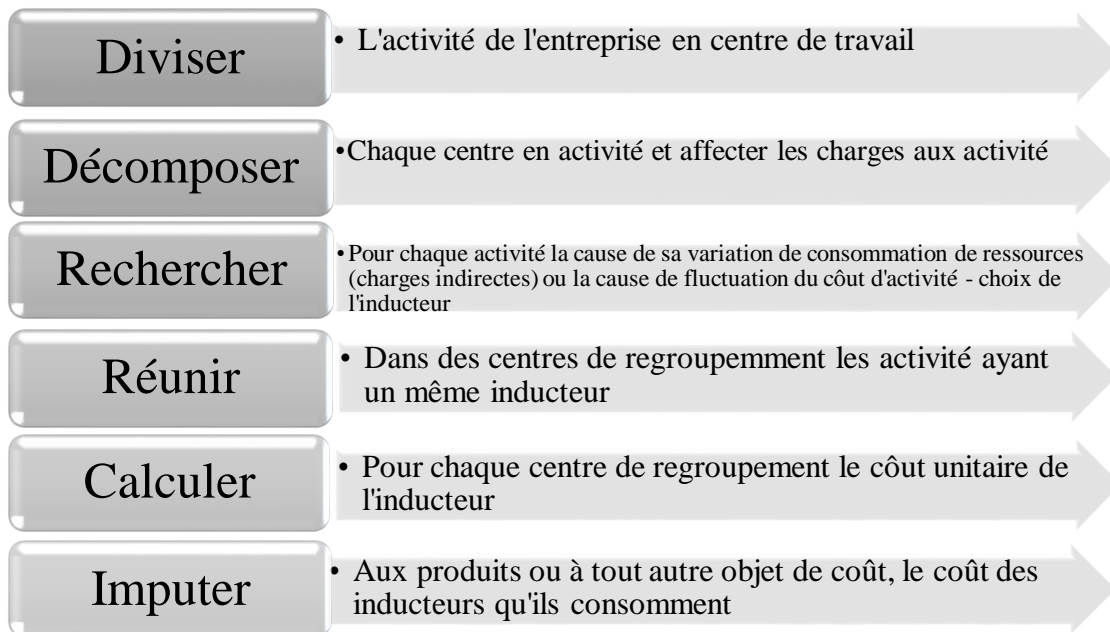 Diviser
• L'activité de l'entreprise en centre de travail
Décomposer
•Chaque centre en activité et affecter les charges aux activité
Rechercher
•Pour chaque activité la cause de sa variation de consommation de ressources
(charges indirectes) ou la cause de fluctuation du côut d'activité - choix de
l'inducteur
Réunir
• Dans des centres de regroupemment les activité ayant
un même inducteur
Calculer
• Pour chaque centre de regroupement le côut unitaire de
l'inducteur
Imputer
• Aux produits ou à tout autre objet de coût, le coût des
inducteurs qu'ils consomment